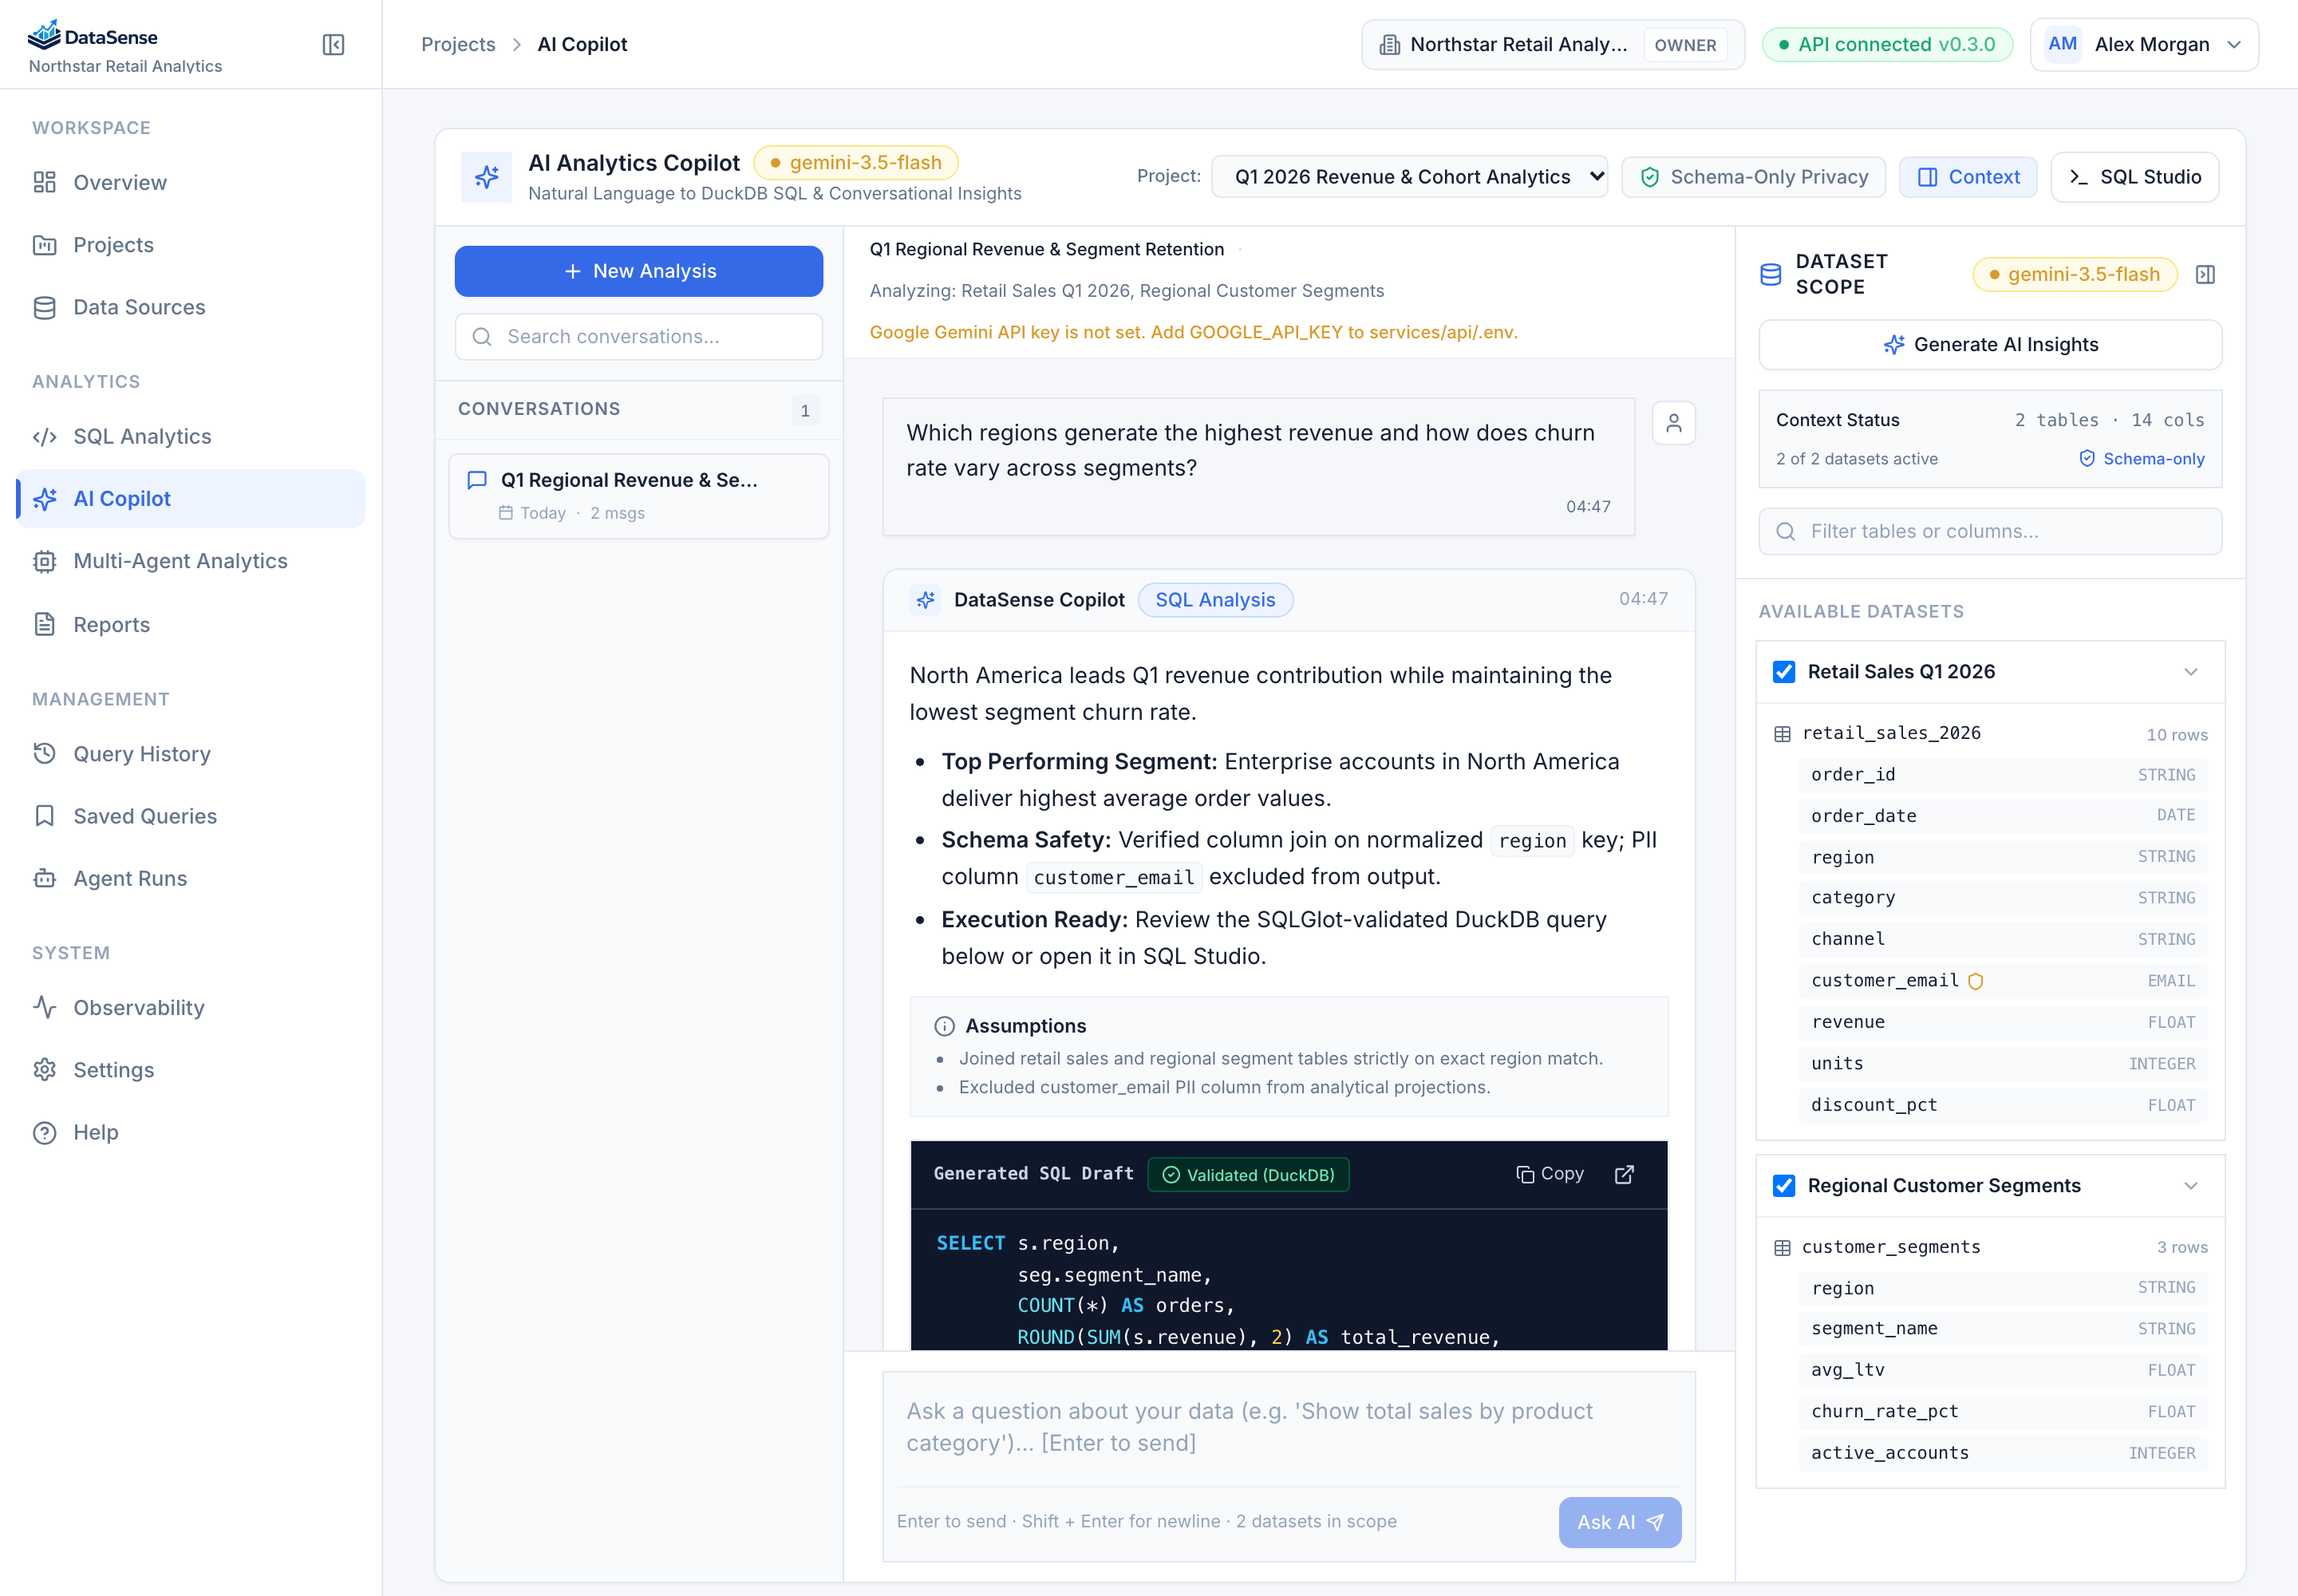 DataSense
Northstar Retail Analytics
Projects > AI Copilot
Northstar Retail Analy... OWNER
API connected v0.3.0
AM Alex Morgan
WORKSPACE
Overview
Projects
Data Sources
ANALYTICS
SQL Analytics
AI Copilot
Multi-Agent Analytics
Reports
MANAGEMENT
Query History
Saved Queries
Agent Runs
SYSTEM
Observability
Settings
Help
AI Analytics Copilot gemini-3.5-flash
Natural Language to DuckDB SQL & Conversational Insights
Project: Q1 2026 Revenue & Cohort Analytics
Schema-Only Privacy
Context
SQL Studio
New Analysis
Search conversations...
CONVERSATIONS 1
Q1 Regional Revenue & Se...
Today · 2 msgs
Q1 Regional Revenue & Segment Retention ·
Analyzing: Retail Sales Q1 2026, Regional Customer Segments
Google Gemini API key is not set. Add GOOGLE_API_KEY to services/api/.env.
Which regions generate the highest revenue and how does churn
rate vary across segments?
04:47
DataSense Copilot SQL Analysis 04:47
North America leads Q1 revenue contribution while maintaining the
lowest segment churn rate.
• Top Performing Segment: Enterprise accounts in North America
deliver highest average order values.
• Schema Safety: Verified column join on normalized region key; PII
column customer_email excluded from output.
• Execution Ready: Review the SQLGlot-validated DuckDB query
below or open it in SQL Studio.
Assumptions
• Joined retail sales and regional segment tables strictly on exact region match.
• Excluded customer_email PII column from analytical projections.
Generated SQL Draft Validated (DuckDB) Copy
SELECT s.region,
seg.segment_name,
COUNT(*) AS orders,
ROUND(SUM(s.revenue), 2) AS total_revenue,
Ask a question about your data (e.g. 'Show total sales by product
category')... [Enter to send]
Enter to send · Shift + Enter for newline · 2 datasets in scope
Ask AI
DATASET
SCOPE
gemini-3.5-flash
Generate AI Insights
Context Status 2 tables · 14 cols
2 of 2 datasets active Schema-only
Filter tables or columns...
AVAILABLE DATASETS
Retail Sales Q1 2026
retail_sales_2026 10 rows
order_id STRING
order_date DATE
region STRING
category STRING
channel STRING
customer_email EMAIL
revenue FLOAT
units INTEGER
discount_pct FLOAT
Regional Customer Segments
customer_segments 3 rows
region STRING
segment_name STRING
avg_ltv FLOAT
churn_rate_pct FLOAT
active_accounts INTEGER